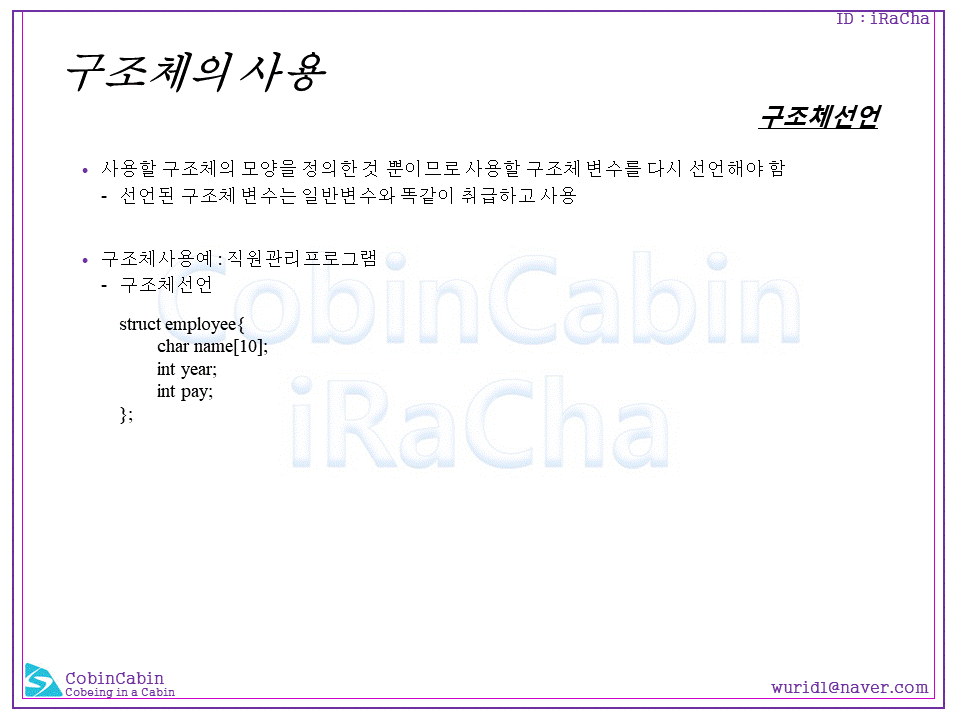 ID : iRaCha
구조체의 사용
구조체선언
• 사용할 구조체의 모양을 정의한 것 뿐이므로 사용할 구조체 변수를 다시 선언해야 함
- 선언된 구조체 변수는 일반변수와 똑같이 취급하고 사용
• 구조체사용예 : 직원관리프로그램
- 구조체선언
struct employee{
char name[10];
int year;
int pay;
};
CobinCabin
iRaCha
CobinCabin
Cobeing in a Cabin
wurid1@naver.com